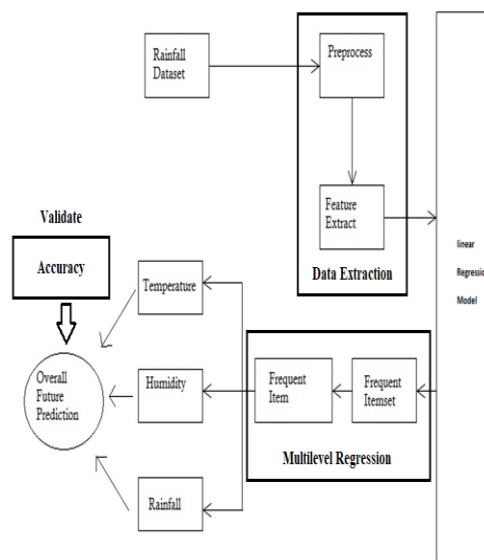 Rainfall
Dataset
Preprocess
Feature
Extract
Data Extraction
linear
Regressio
Model
Validate
Accuracy
Temperature
Overall
Future
Prediction
Humidity
Frequent
Item
Frequent
Itemset
Multilevel Regression
Rainfall